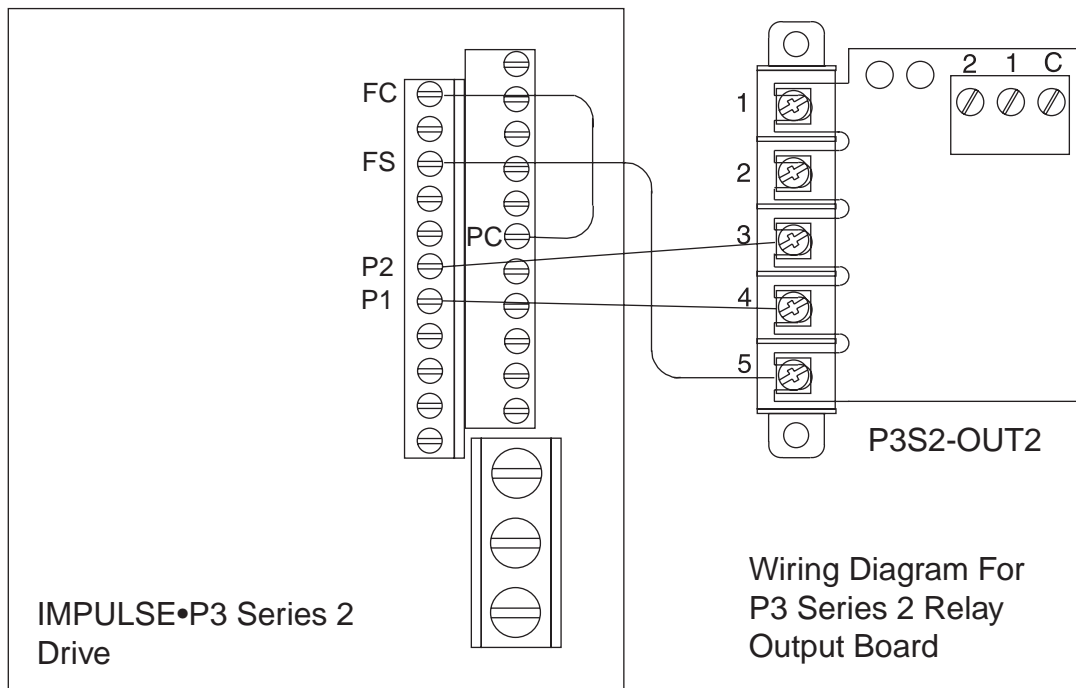 FC
FS
P2
P1
PC
1
2
3
4
5
2 1 C
P3S2-OUT2
IMPULSE•P3 Series 2
Drive
Wiring Diagram For
P3 Series 2 Relay
Output Board